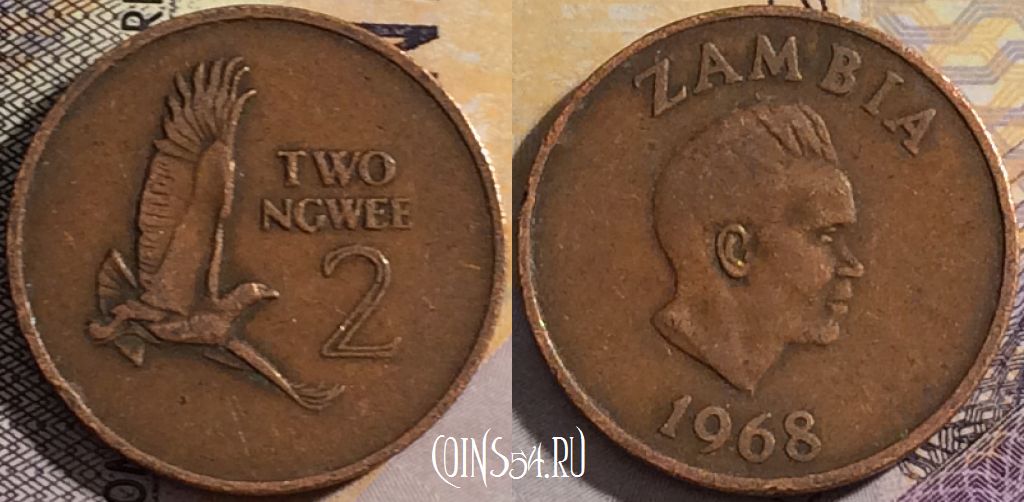 TWO
NGWEE
2
ZAMBIA
1968
COINS54.RU